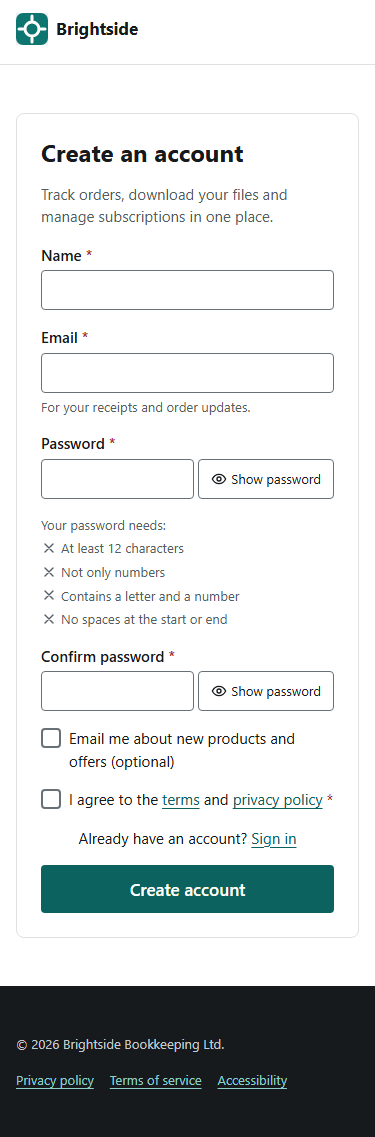 Brightside
Create an account
Track orders, download your files and
manage subscriptions in one place.
Name *
Email *
For your receipts and order updates.
Password *
Show password
Your password needs:
At least 12 characters
Not only numbers
Contains a letter and a number
No spaces at the start or end
Confirm password *
Show password
Email me about new products and
offers (optional)
I agree to the terms and privacy policy *
Already have an account? Sign in
Create account
© 2026 Brightside Bookkeeping Ltd.
Privacy policy Terms of service Accessibility